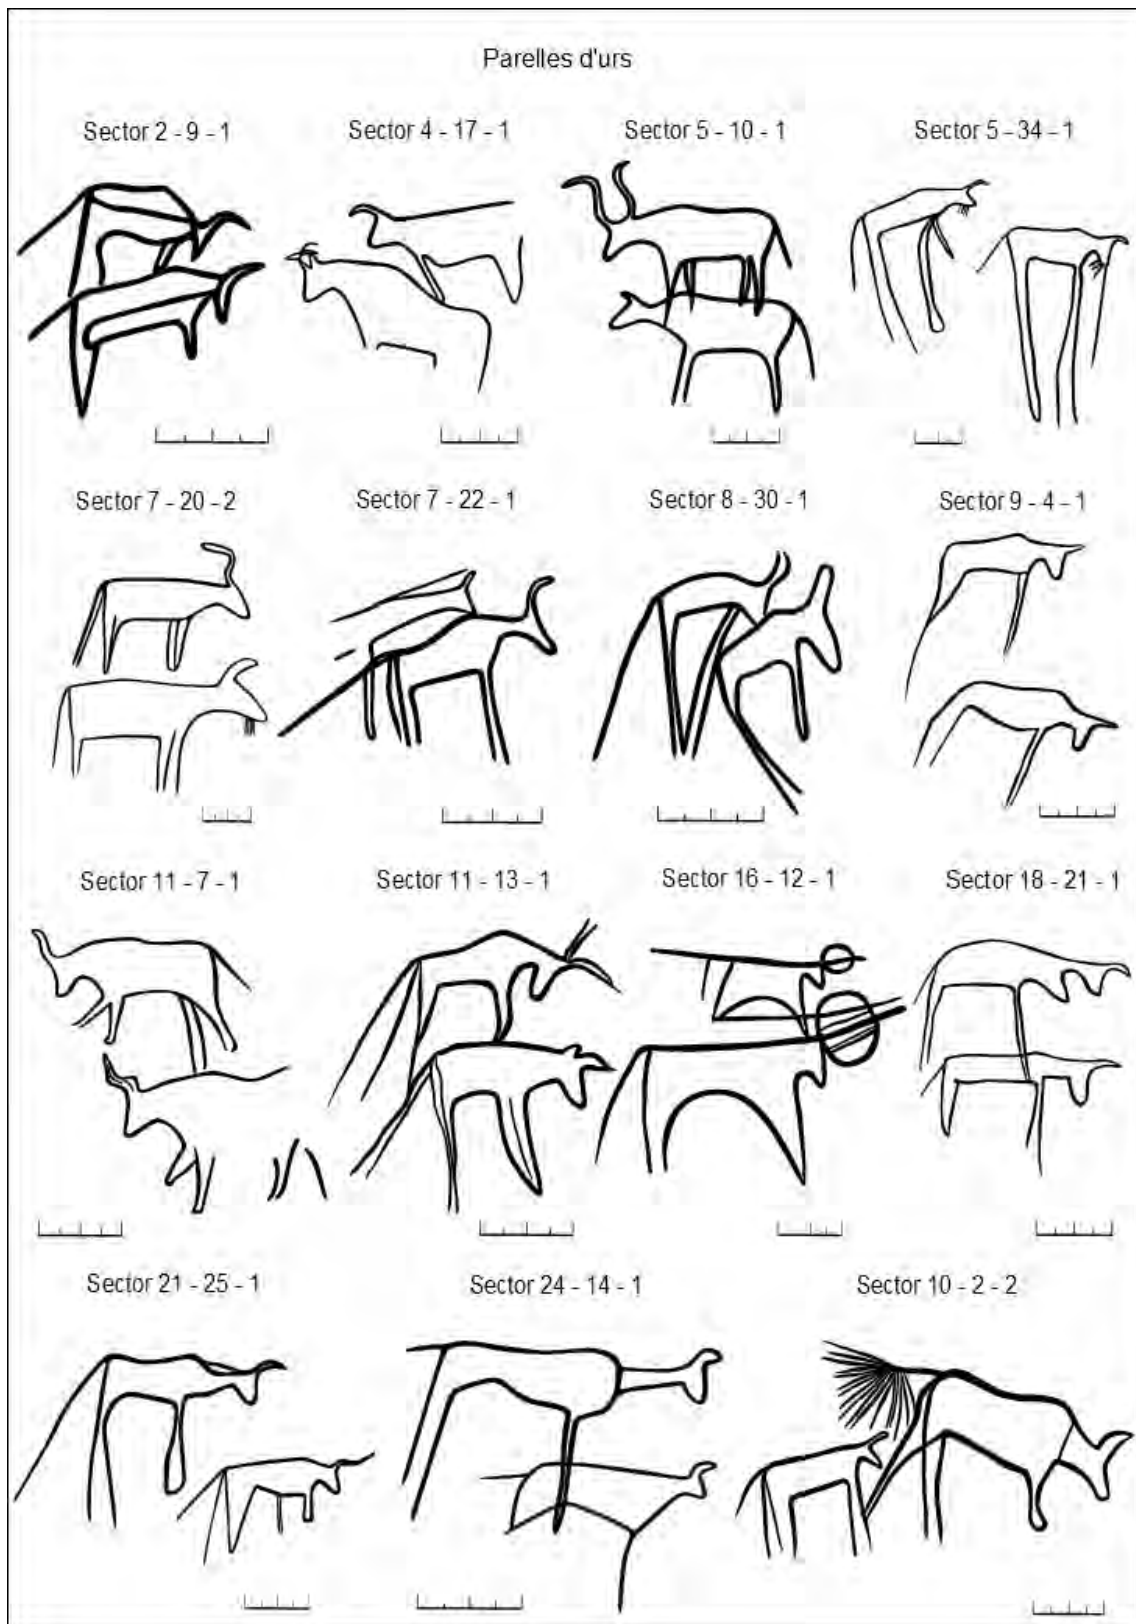 Parelles d'urs
Sector 2 - 9 - 1
Sector 4 - 17 - 1
Sector 5 - 10 - 1
Sector 5 - 34 - 1
Sector 7 - 20 - 2
Sector 7 - 22 - 1
Sector 8 - 30 - 1
Sector 9 - 4 - 1
Sector 11 - 7 - 1
Sector 11 - 13 - 1
Sector 16 - 12 - 1
Sector 18 - 21 - 1
Sector 21 - 25 - 1
Sector 24 - 14 - 1
Sector 10 - 2 - 2